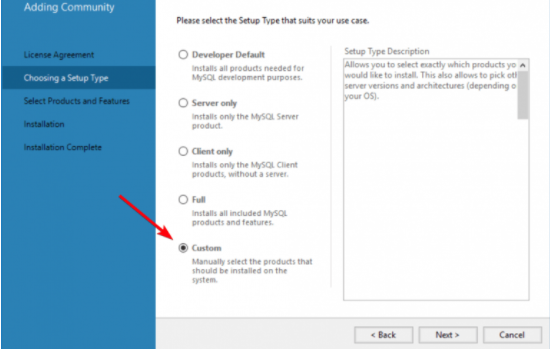 Adding Community
Please select the Setup Type that suits your use case.
License Agreement
Choosing a Setup Type
Select Products and Features
Installation
Installation Complete
Developer Default
Installs all products needed for
MySQL development purposes.
Server only
Installs only the MySQL Server
product.
Client only
Installs only the MySQL Client
products, without a server.
Full
Installs all included MySQL
products and features.
Custom
Manually select the products that
should be installed on the
system.
Setup Type Description
Allows you to select exactly which products yo
would like to install. This also allows to pick oth
server versions and architectures (depending o
your OS).
< Back
Next >
Cancel